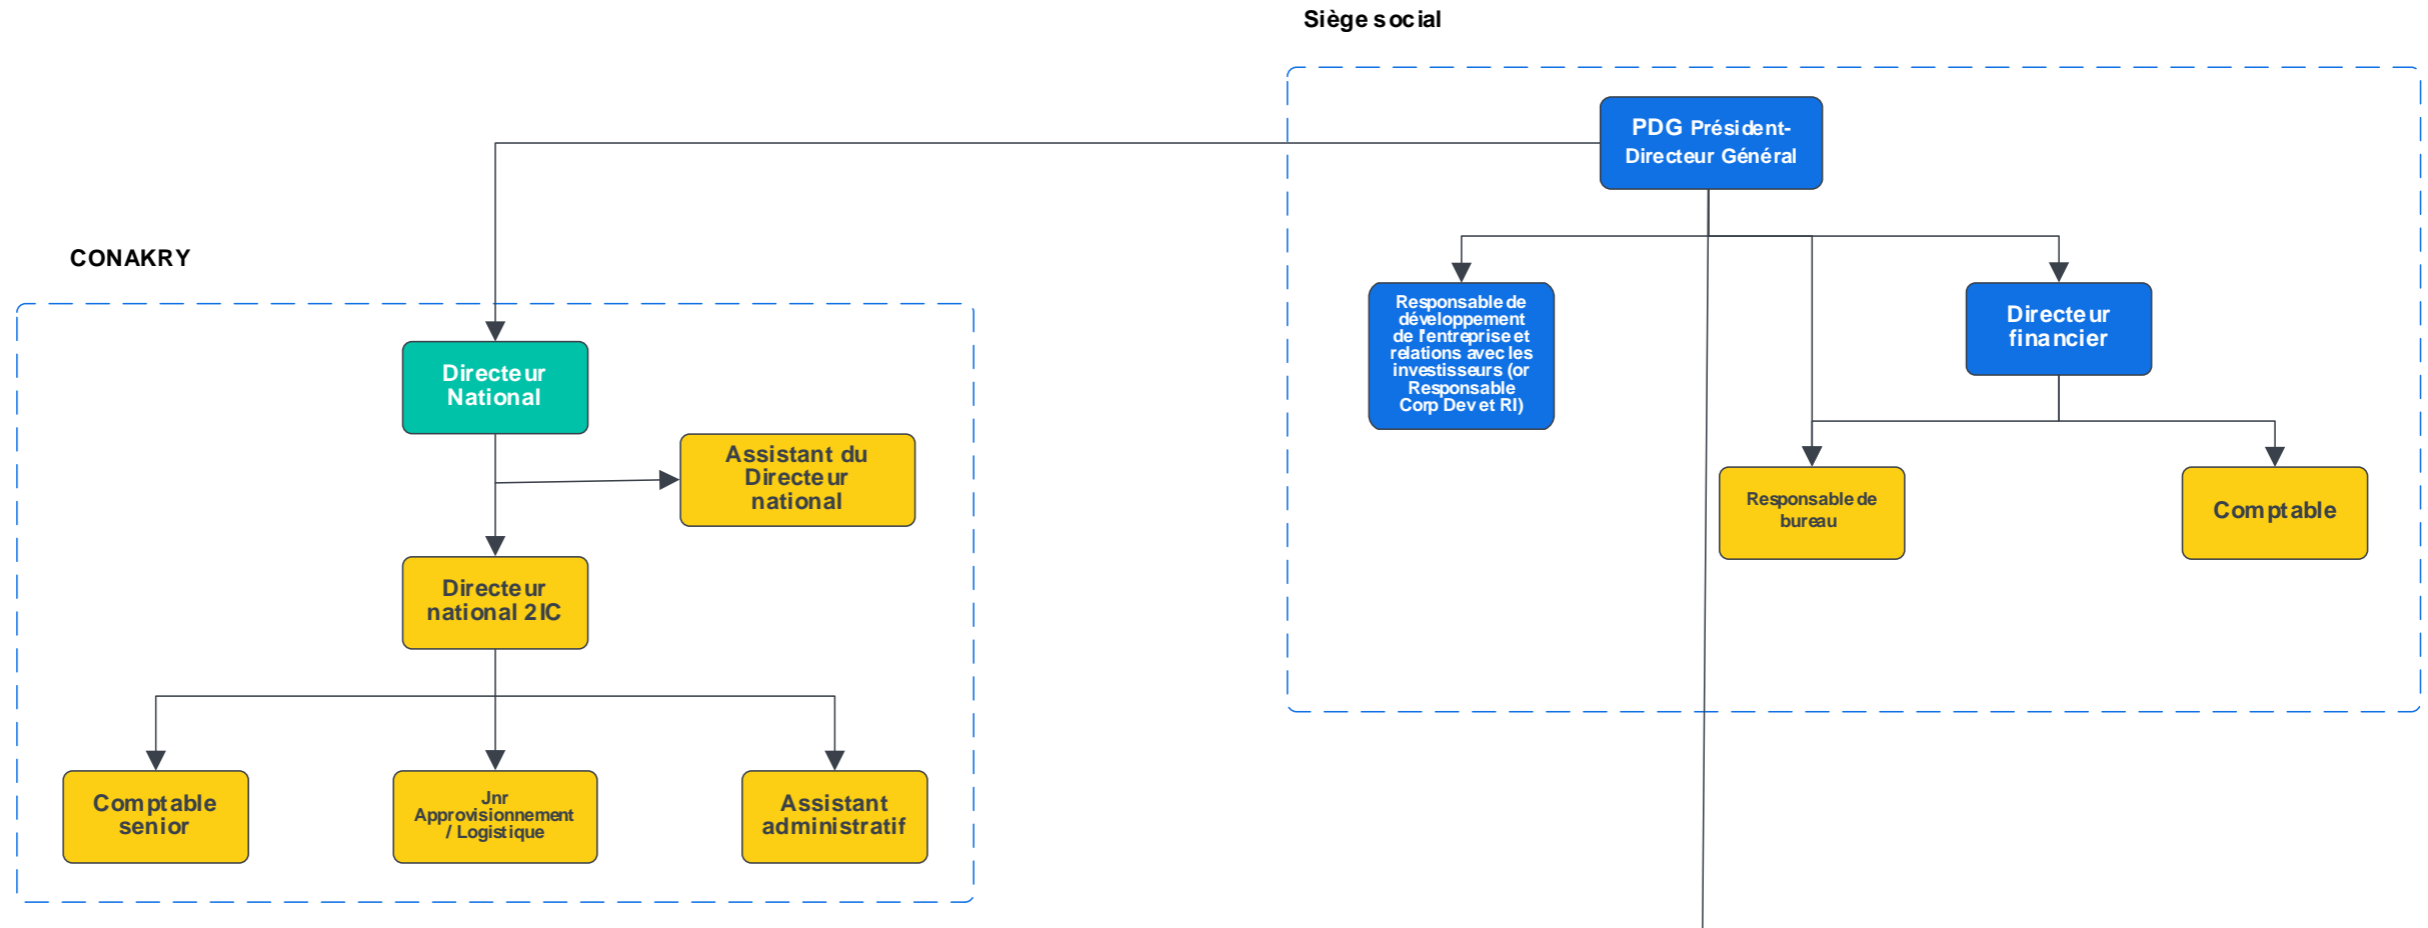 Siège social
PDG Président-
Directeur Général
CONAKRY
Responsable de
développement
de l'entreprise et
relations avec les
investisseurs (or
Responsable
Corp Dev et RI)
Directeur
financier
Directeur
National
Assistant du
Directeur
national
Responsable de
bureau
Comptable
Directeur
national 2IC
Comptable
senior
Jnr
Approvisionnement
/ Logistique
Assistant
administratif